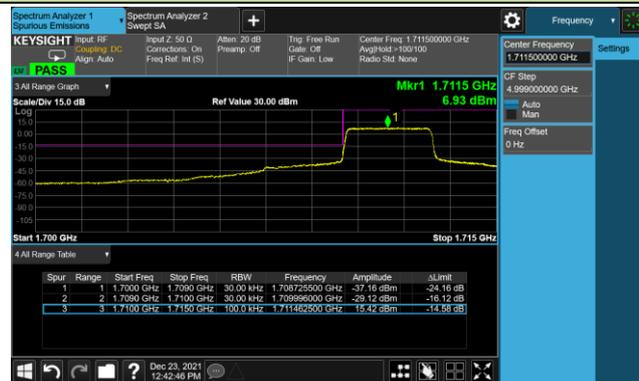 Spectrum Analyzer 1
Spurious Emissions
Spectrum Analyzer 2
Swept SA
+
Frequency
KEYSIGHT
Input: RF
Coupling: DC
Align: Auto
Input Z: 50 Ω
Corrections: On
Freq Ref: Int (S)
Atten: 20 dB
Preamp: Off
Trig: Free Run
Gate: Off
IF Gain: Low
Center Freq: 1.711500000 GHz
Avg|Hold:>100/100
Radio Std: None
PASS
Center Frequency
1.711500000 GHz
Settings
CF Step
4.999000000 GHz
Auto
Man
Freq Offset
0 Hz
3 All Range Graph
Mkr1 1.7115 GHz
Scale/Div 15.0 dB
Ref Value 30.00 dBm
6.93 dBm
Log
15.0
0.00
-15.0
-30.0
-45.0
-60.0
-75.0
-90.0
-105
1
Start 1.700 GHz
Stop 1.715 GHz
4 All Range Table
Spur Range Start Freq Stop Freq RBW Frequency Amplitude ΔLimit
1 1 1.7000 GHz 1.7090 GHz 30.00 kHz 1.708725500 GHz -37.16 dBm -24.16 dB
2 2 1.7090 GHz 1.7100 GHz 30.00 kHz 1.709996000 GHz -29.12 dBm -16.12 dB
3 3 1.7100 GHz 1.7150 GHz 100.0 kHz 1.711462500 GHz 15.42 dBm -14.58 dB
?
Dec 23, 2021
12:42:46 PM